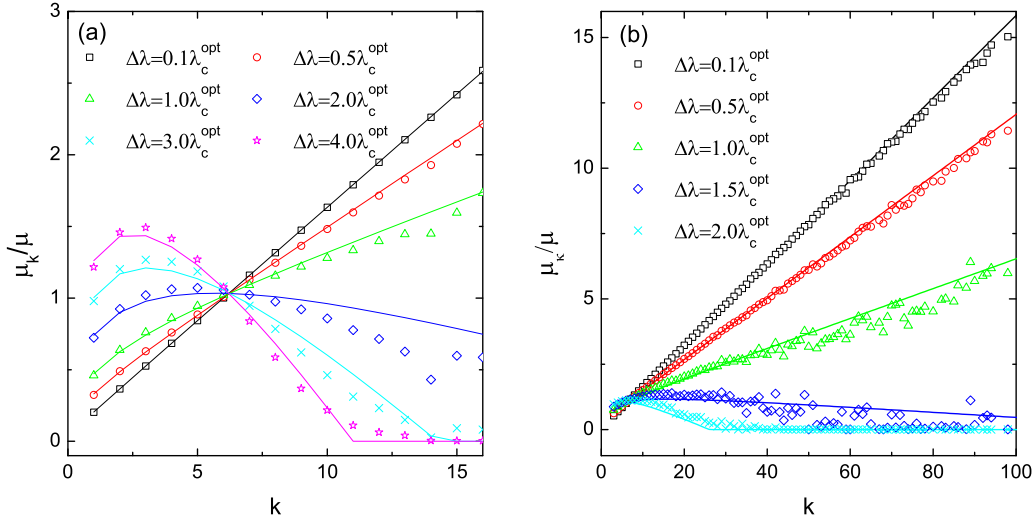 (a)
Δλ=0.1λ_c^opt Δλ=0.5λ_c^opt
Δλ=1.0λ_c^opt Δλ=2.0λ_c^opt
Δλ=3.0λ_c^opt Δλ=4.0λ_c^opt
3
2
1
0
μ_k/μ
0 5 10 15
k
(b)
Δλ=0.1λ_c^opt
Δλ=0.5λ_c^opt
Δλ=1.0λ_c^opt
Δλ=1.5λ_c^opt
Δλ=2.0λ_c^opt
15
10
5
0
μ_κ/μ
0 20 40 60 80 100
k